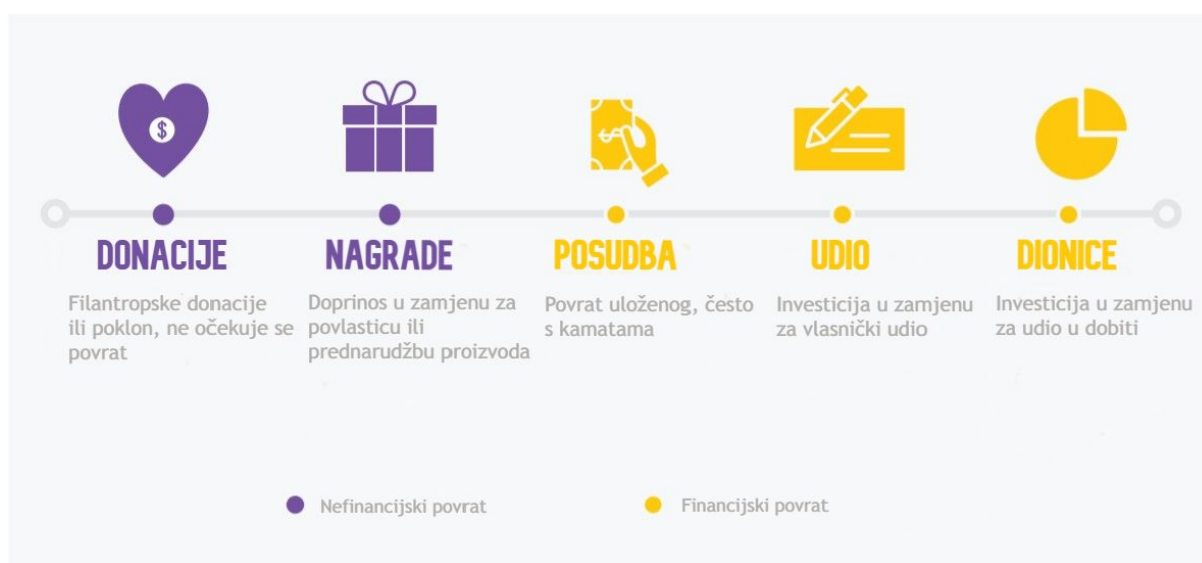 $
DONACIJE
NAGRADE
POSUDBA
UDIO
DIONICE
Filantropske donacije
ili poklon, ne očekuje se
povrat
Doprinos u zamjenu za
povlasticu ili
prednarudžbu proizvoda
Povrat uloženog, često
s kamatama
Investicija u zamjenu
za vlasnički udio
Investicija u zamjenu
za udio u dobiti
Nefinancijski povrat
Financijski povrat